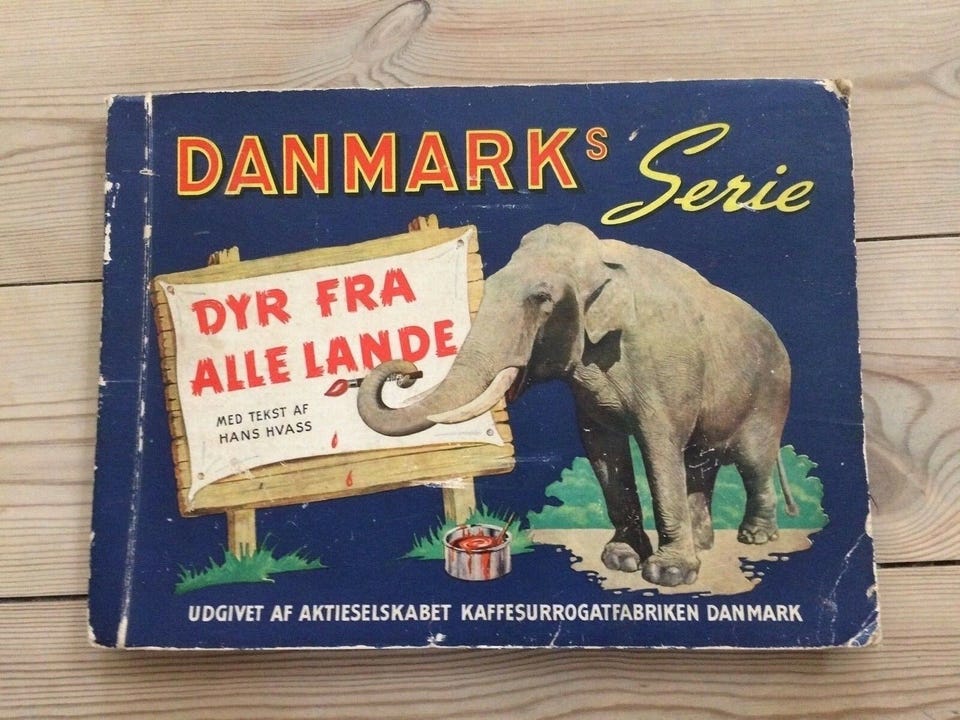 DANMARKS Serie
DYR FRA
ALLE LANDE
MED TEKST AF
HANS HVASS
UDGIVET AF AKTIESELSKABET KAFFESURROGATFABRIKEN DANMARK